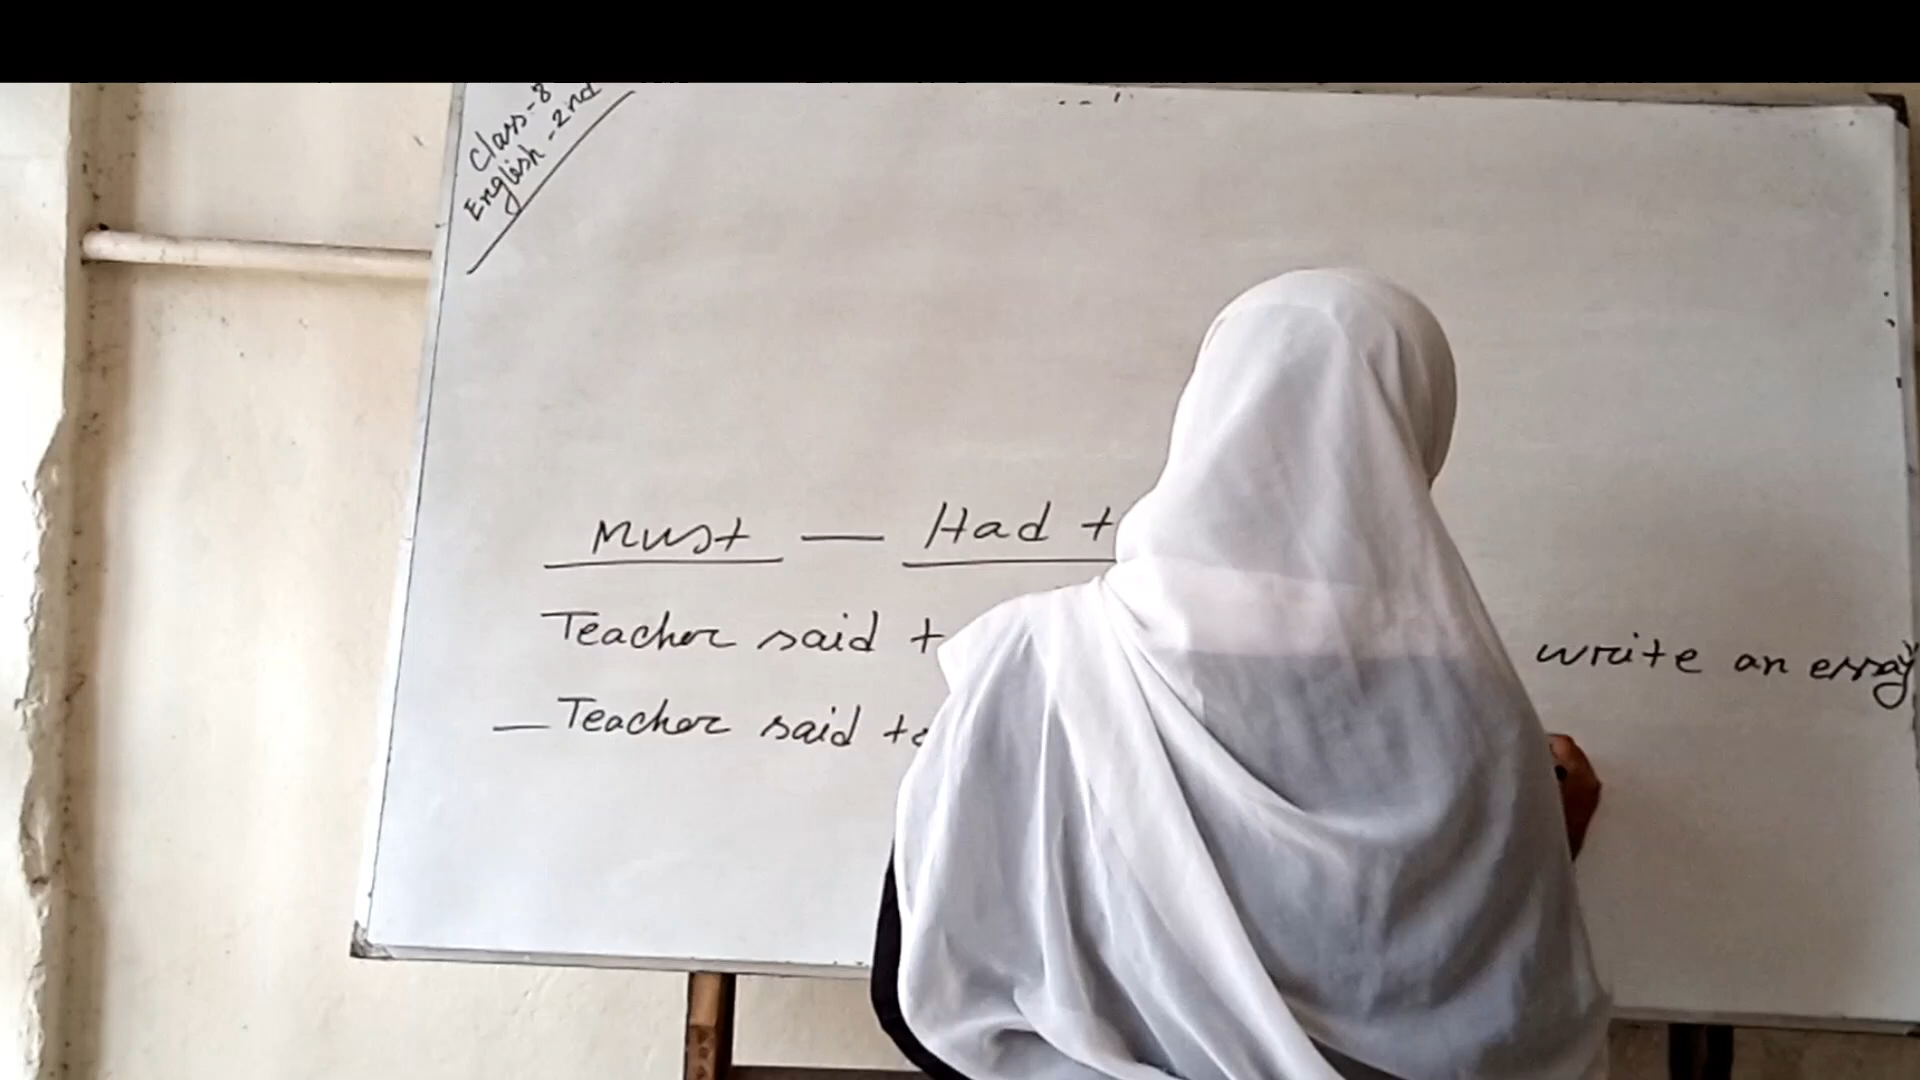 Class-8
English-2nd
Must — Had
Teacher said write an essay"
— Teacher said